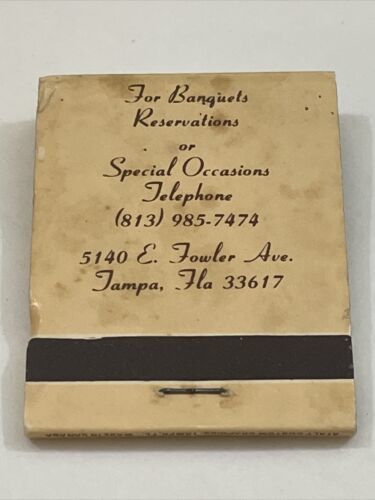 For Banquets
Reservations
or
Special Occasions
Telephone
(813) 985-7474
5140 E. Fowler Ave.
Tampa, Fla 33617